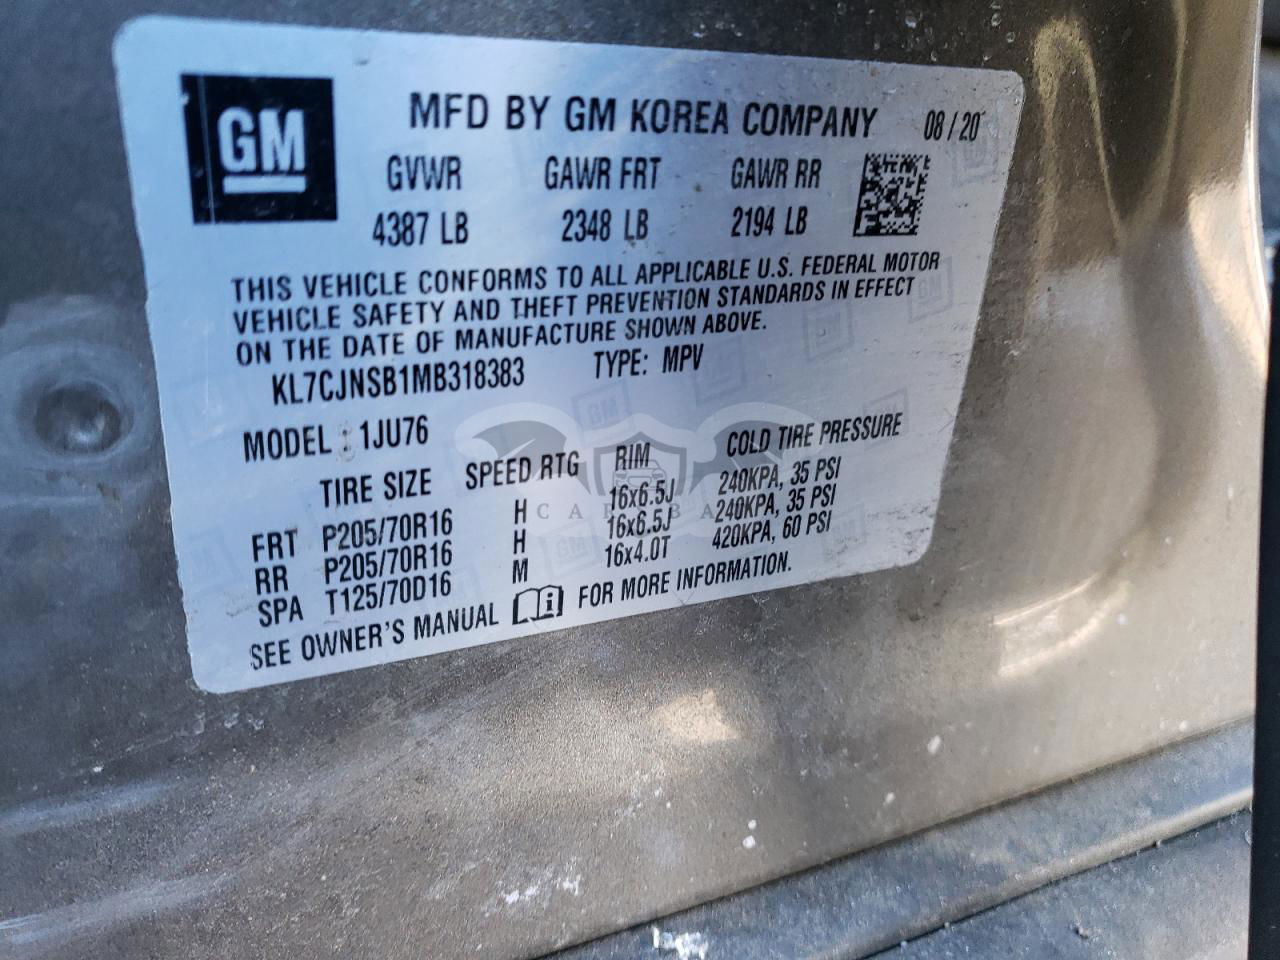 GM
MFD BY GM KOREA COMPANY 08/20
GVWR GAWR FRT GAWR RR
4387 LB 2348 LB 2194 LB
THIS VEHICLE CONFORMS TO ALL APPLICABLE U.S. FEDERAL MOTOR
VEHICLE SAFETY AND THEFT PREVENTION STANDARDS IN EFFECT
ON THE DATE OF MANUFACTURE SHOWN ABOVE.
KL7CJNSB1MB318383 TYPE: MPV
MODEL : 1JU76
TIRE SIZE SPEED RTG RIM COLD TIRE PRESSURE
FRT P205/70R16 H 16x6.5J 240KPA, 35 PSI
RR P205/70R16 H 16x6.5J 240KPA, 35 PSI
SPA T125/70D16 M 16x4.0T 420KPA, 60 PSI
SEE OWNER'S MANUAL i FOR MORE INFORMATION.